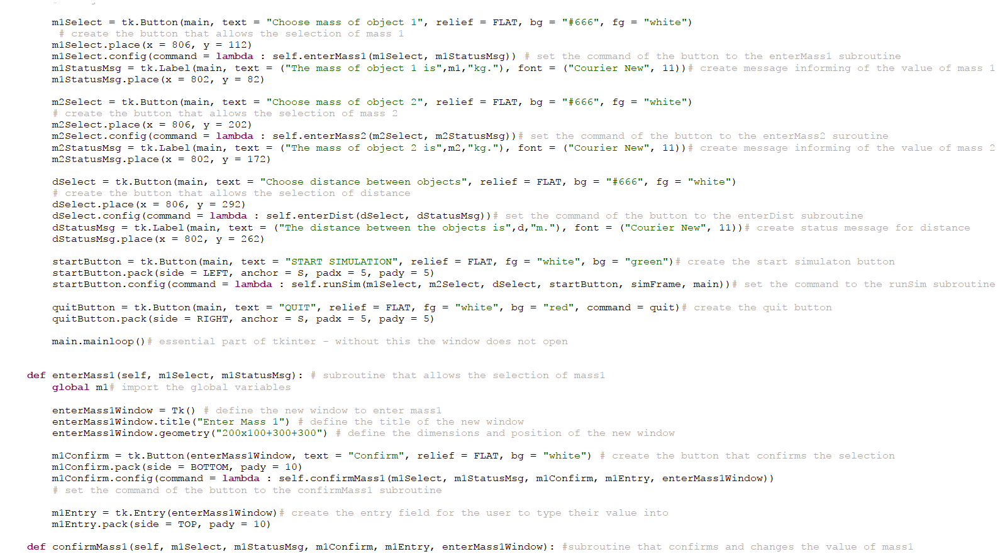 m1Select = tk.Button(main, text = "Choose mass of object 1", relief = FLAT, bg = "#666", fg = "white")
# create the button that allows the selection of mass 1
m1Select.place(x = 806, y = 112)
m1Select.config(command = lambda : self.enterMass1(m1Select, m1StatusMsg)) # set the command of the button to the enterMass1 subroutine
m1StatusMsg = tk.Label(main, text = ("The mass of object 1 is",m1,"kg."), font = ("Courier New", 11))# create message informing of the value of mass 1
m1StatusMsg.place(x = 802, y = 82)
m2Select = tk.Button(main, text = "Choose mass of object 2", relief = FLAT, bg = "#666", fg = "white")
# create the button that allows the selection of mass 2
m2Select.place(x = 806, y = 202)
m2Select.config(command = lambda : self.enterMass2(m2Select, m2StatusMsg))# set the command of the button to the enterMass2 suroutine
m2StatusMsg = tk.Label(main, text = ("The mass of object 2 is",m2,"kg."), font = ("Courier New", 11))# create message informing of the value of mass 2
m2StatusMsg.place(x = 802, y = 172)
dSelect = tk.Button(main, text = "Choose distance between objects", relief = FLAT, bg = "#666", fg = "white")
# create the button that allows the selection of distance
dSelect.place(x = 806, y = 292)
dSelect.config(command = lambda : self.enterDist(dSelect, dStatusMsg))# set the command of the button to the enterDist subroutine
dStatusMsg = tk.Label(main, text = ("The distance between the objects is",d,"m."), font = ("Courier New", 11))# create status message for distance
dStatusMsg.place(x = 802, y = 262)
startButton = tk.Button(main, text = "START SIMULATION", relief = FLAT, fg = "white", bg = "green")# create the start simulaton button
startButton.pack(side = LEFT, anchor = S, padx = 5, pady = 5)
startButton.config(command = lambda : self.runSim(m1Select, m2Select, dSelect, startButton, simFrame, main))# set the command to the runSim subroutine
quitButton = tk.Button(main, text = "QUIT", relief = FLAT, fg = "white", bg = "red", command = quit)# create the quit button
quitButton.pack(side = RIGHT, anchor = S, padx = 5, pady = 5)
main.mainloop()# essential part of tkinter - without this the window does not open
def enterMass1(self, m1Select, m1StatusMsg): # subroutine that allows the selection of mass1
global m1# import the global variables
enterMass1Window = Tk() # define the new window to enter mass1
enterMass1Window.title("Enter Mass 1") # define the title of the new window
enterMass1Window.geometry("200x100+300+300") # define the dimensions and position of the new window
m1Confirm = tk.Button(enterMass1Window, text = "Confirm", relief = FLAT, bg = "white") # create the button that confirms the selection
m1Confirm.pack(side = BOTTOM, pady = 10)
m1Confirm.config(command = lambda : self.confirmMass1(m1Select, m1StatusMsg, m1Confirm, m1Entry, enterMass1Window))
# set the command of the button to the confirmMass1 subroutine
m1Entry = tk.Entry(enterMass1Window)# create the entry field for the user to type their value into
m1Entry.pack(side = TOP, pady = 10)
def confirmMass1(self, m1Select, m1StatusMsg, m1Confirm, m1Entry, enterMass1Window): #subroutine that confirms and changes the value of mass1